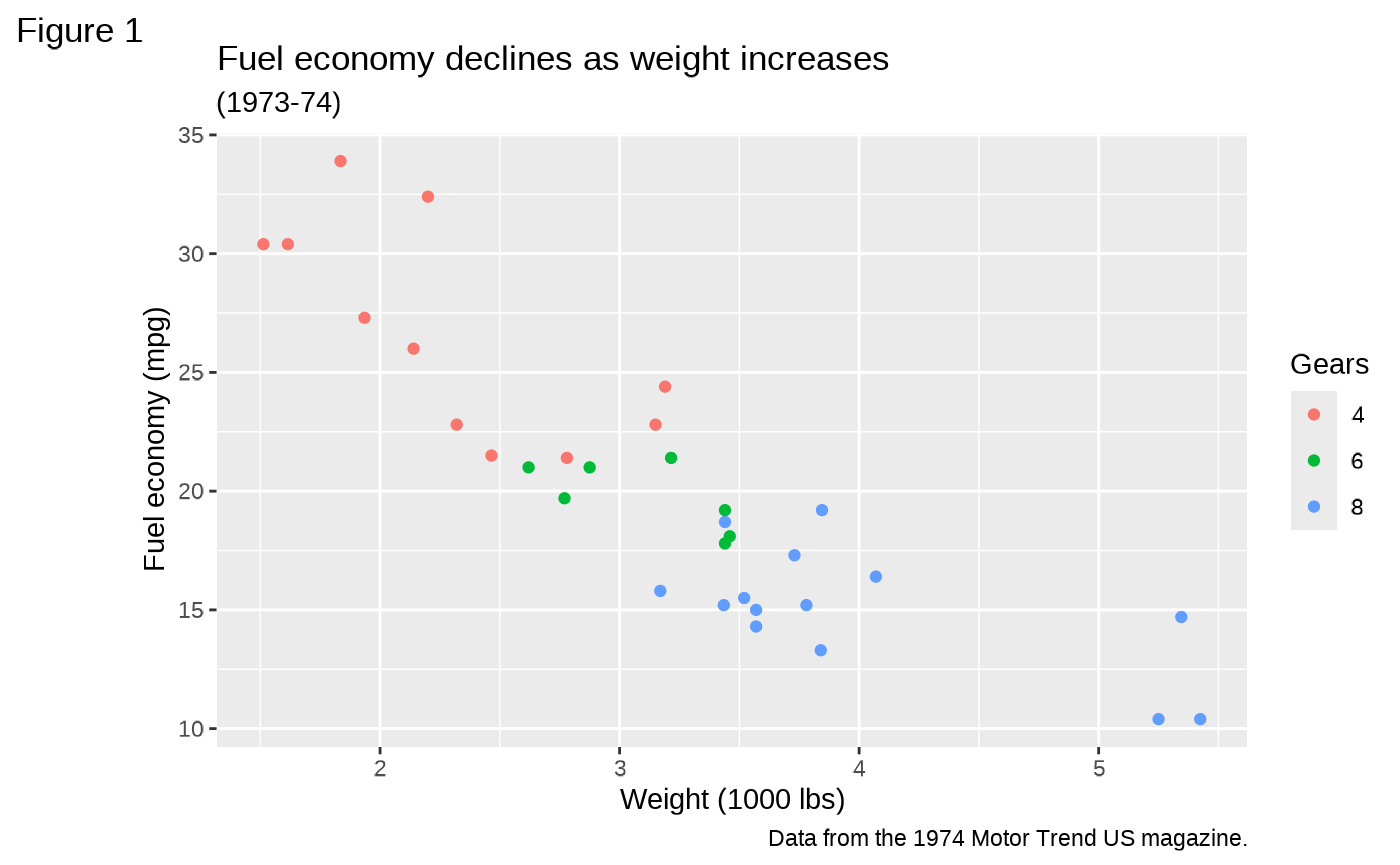 Figure 1
Fuel economy declines as weight increases
(1973-74)
Fuel economy (mpg)
35
30
25
20
15
10
2 3 4 5
Weight (1000 lbs)
Gears
4
6
8
Data from the 1974 Motor Trend US magazine.